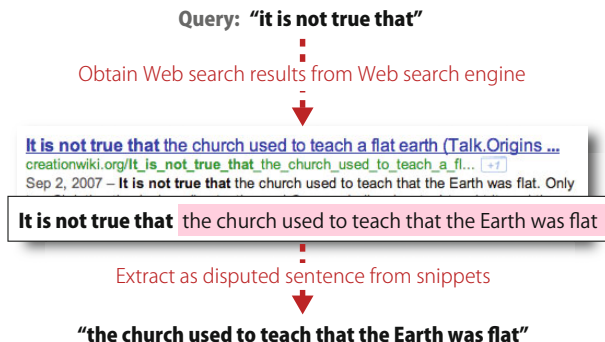 Query: “it is not true that”
Obtain Web search results from Web search engine
It is not true that the church used to teach a flat earth (Talk.Origins ...
creationwiki.org/It_is_not_true_that_the_church_used_to_teach_a_fl... +1
Sep 2, 2007 – It is not true that the church used to teach that the Earth was flat. Only
It is not true that the church used to teach that the Earth was flat
Extract as disputed sentence from snippets
“the church used to teach that the Earth was flat”